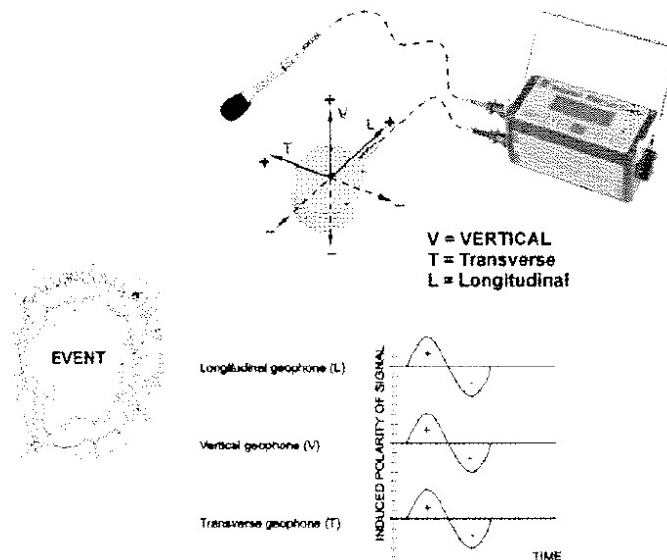 V
L
T
V = VERTICAL
T = Transverse
L = Longitudinal
EVENT
Longitudinal geophone (L)
Vertical geophone (V)
Transverse geophone (T)
INDUCED POLARITY OF SIGNAL
TIME